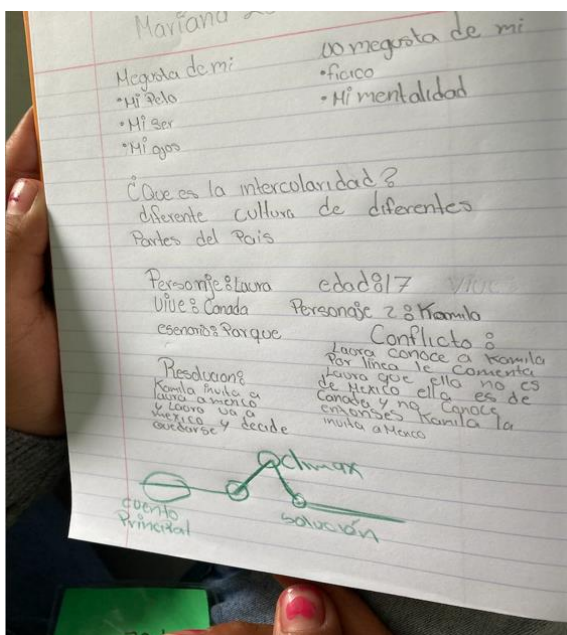 Mariana
Me gusta de mi
• Mi Pelo
• Mi Ser
• Mi ojos
No me gusta de mi
• ficico
• Mi mentalidad
¿Que es la intercolaridad?
diferente cultura de diferentes
Partes del Pais
Personje: Laura edad: 17 Vive
Vive: Canada Personaje 2: Kamila
esenario: Parque
Conflicto:
Laura conoce a Kamila
Por linea le comenta
Laura que ella no es
de Mexico ella es de
Canada y no conoce
entonses Kamila la
invita a Mexico
Resolucion:
Kamila invita a
laura a mexico
y Laura va a
mexico y decide
quedarse
climax
cuento
Principal
solución